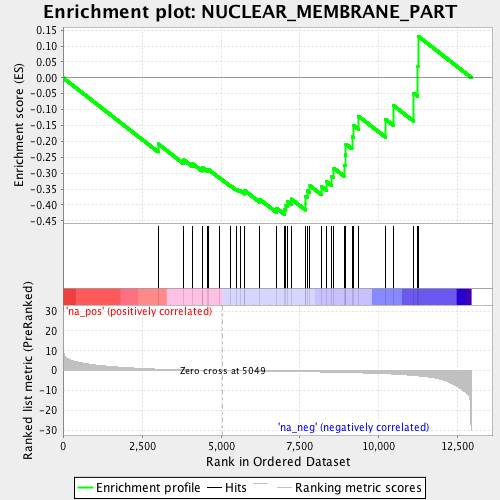 Enrichment plot: NUCLEAR_MEMBRANE_PART
Enrichment score (ES)
0.15
0.10
0.05
0.00
-0.05
-0.10
-0.15
-0.20
-0.25
-0.30
-0.35
-0.40
-0.45
'na_pos' (positively correlated)
Ranked list metric (PreRanked)
30
20
10
0
-10
-20
-30
Zero cross at 5049
'na_neg' (negatively correlated)
0
2,500
5,000
7,500
10,000
12,500
Rank in Ordered Dataset
Enrichment profile
Hits
Ranking metric scores